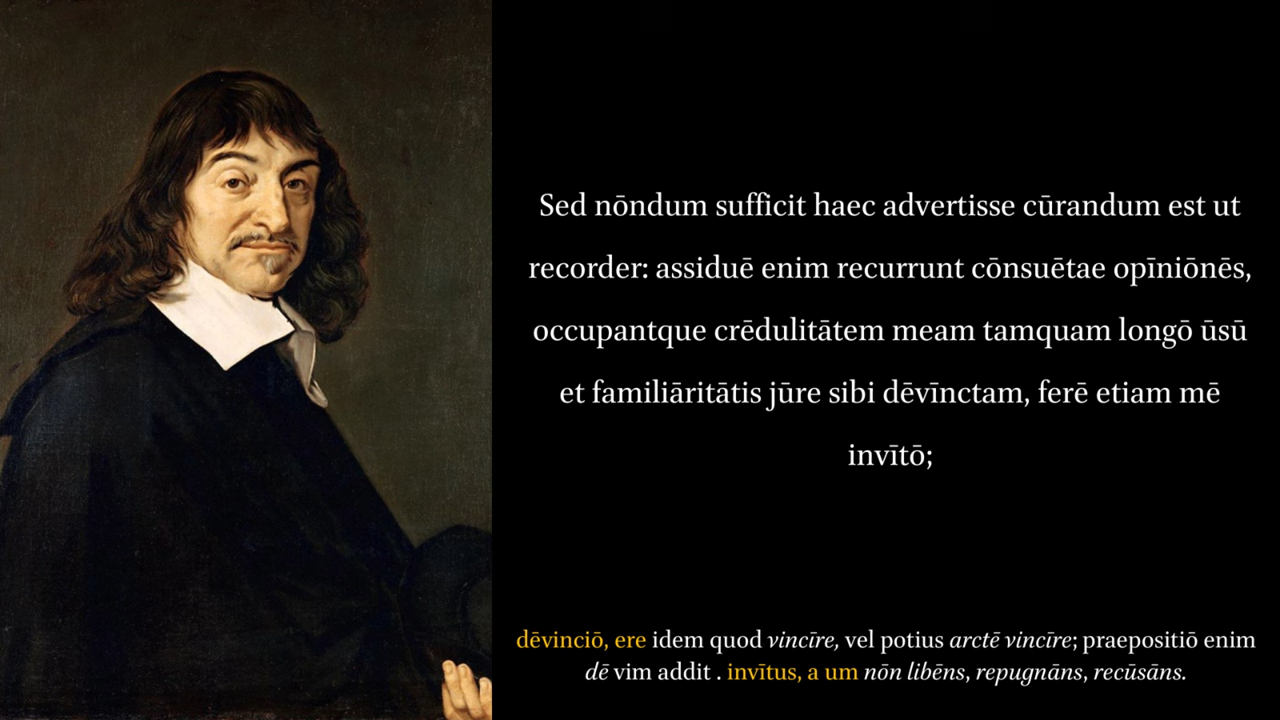 Sed nōndum sufficit haec advertisse cūrandum est ut
recorder: assiduē enim recurrunt cōnsuētae opīniōnēs,
occupantque crēdulitātem meam tamquam longō ūsū
et familiāritātis jūre sibi dēvīnctam, ferē etiam mē
invītō;
dēvinciō, ere idem quod vincīre, vel potius arctē vincīre; praepositiō enim
dē vim addit . invītus, a um nōn libēns, repugnāns, recūsāns.